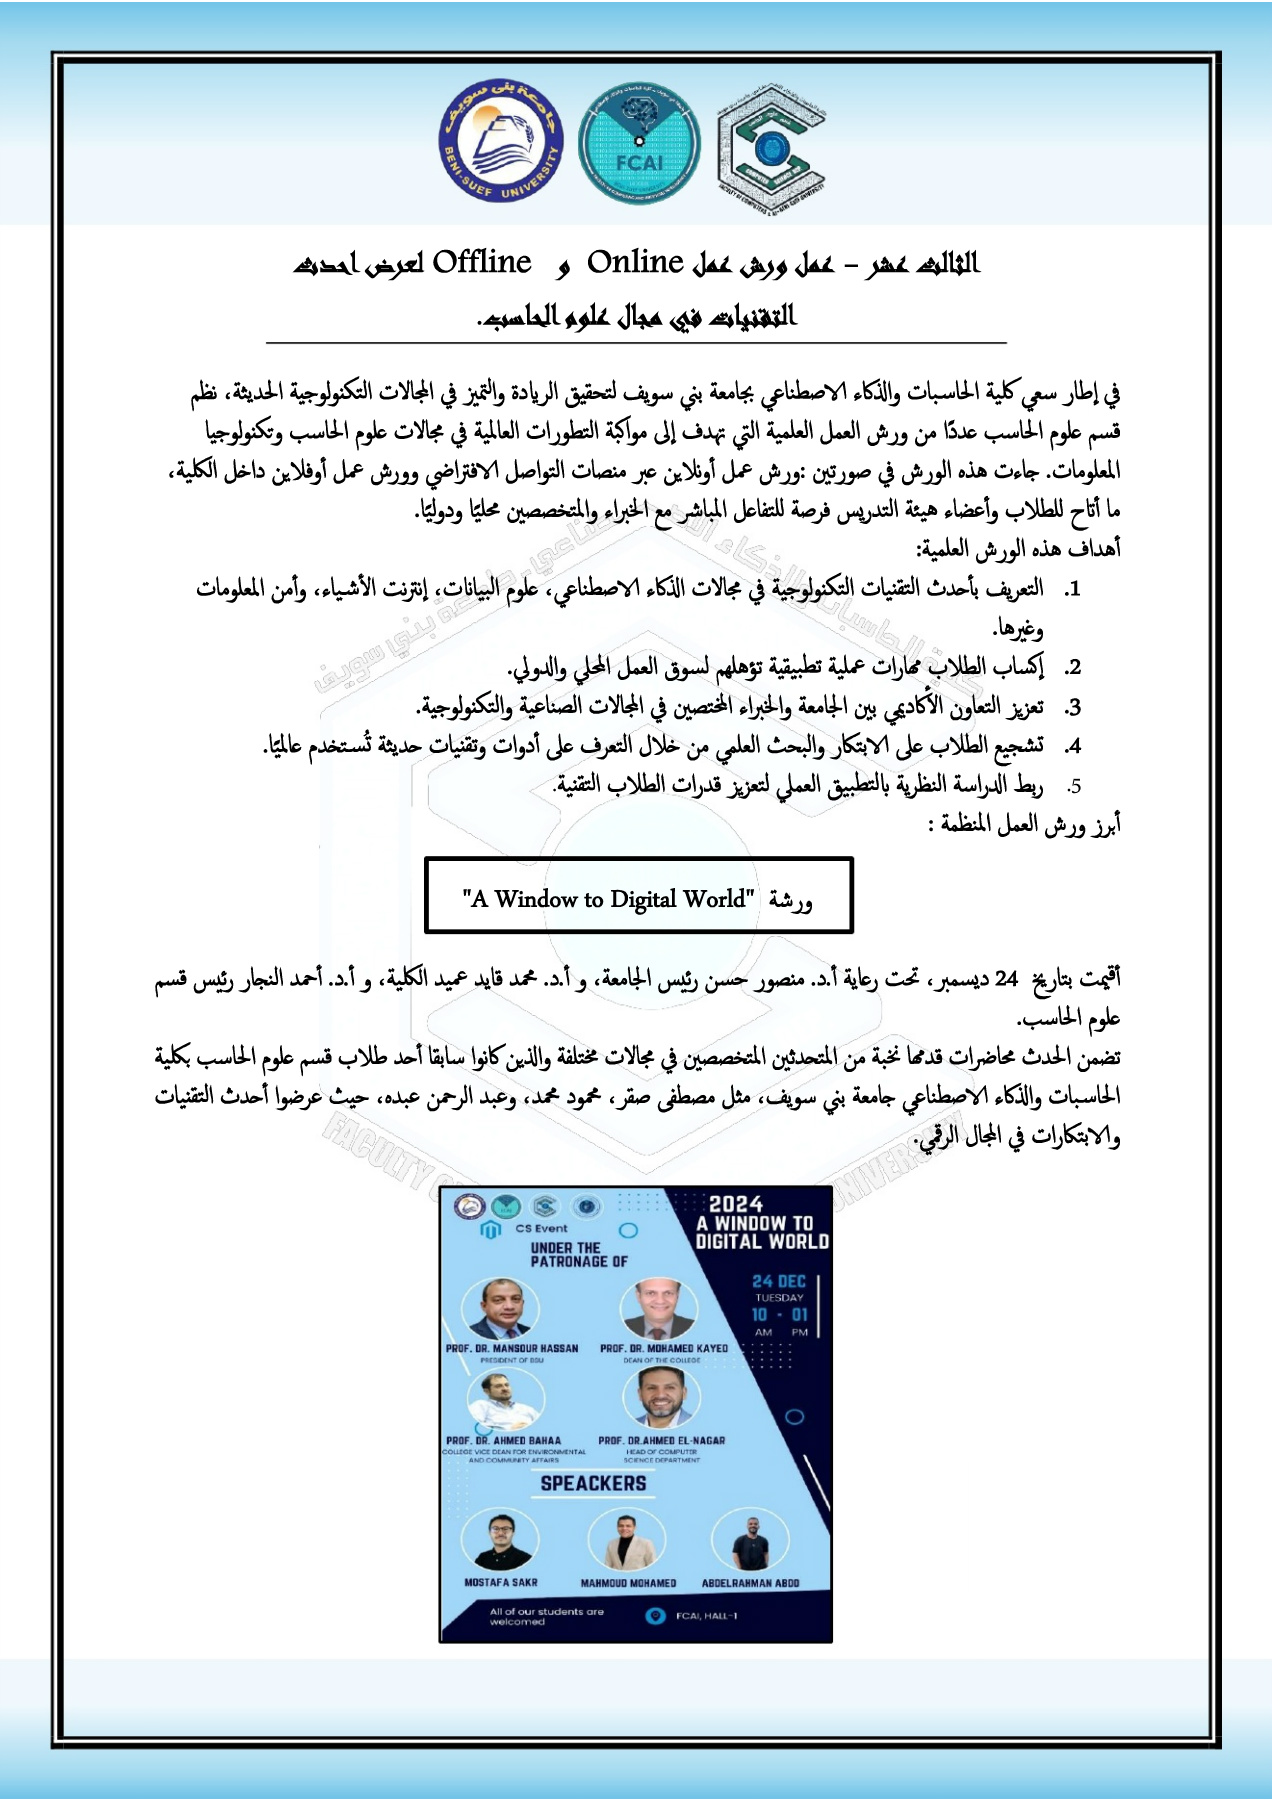 جامعة بني سويف
BENI-SUEF UNIVERSITY
FCAI
الثالث عشر – عمل ورش عمل Online و Offline لعرض احدث
التقنيات في مجال علوم الحاسب.
في إطار سعي كلية الحاسبات والذكاء الاصطناعي بجامعة بني سويف لتحقيق الريادة والتميز في المجالات التكنولوجية الحديثة، نظم
قسم علوم الحاسب عددًا من ورش العمل العلمية التي تهدف إلى مواكبة التطورات العالمية في مجالات علوم الحاسب وتكنولوجيا
المعلومات. جاءت هذه الورش في صورتين :ورش عمل أونلاين عبر منصات التواصل الافتراضي وورش عمل أوفلاين داخل الكلية،
ما أتاح للطلاب وأعضاء هيئة التدريس فرصة للتفاعل المباشر مع الخبراء والمتخصصين محليًا ودوليًا.
أهداف هذه الورش العلمية:
1. التعريف بأحدث التقنيات التكنولوجية في مجالات الذكاء الاصطناعي، علوم البيانات، إنترنت الأشياء، وأمن المعلومات
وغيرها.
2. إكساب الطلاب مهارات عملية تطبيقية تؤهلهم لسوق العمل المحلي والدولي.
3. تعزيز التعاون الأكاديمي بين الجامعة والخبراء المختصين في المجالات الصناعية والتكنولوجية.
4. تشجيع الطلاب على الابتكار والبحث العلمي من خلال التعرف على أدوات وتقنيات حديثة تُستخدم عالميًا.
5. ربط الدراسة النظرية بالتطبيق العملي لتعزيز قدرات الطلاب التقنية.
أبرز ورش العمل المنظمة :
ورشة "A Window to Digital World"
أقيمت بتاريخ 24 ديسمبر، تحت رعاية أ.د. منصور حسن رئيس الجامعة، و أ.د. محمد قايد عميد الكلية، و أ.د. أحمد النجار رئيس قسم
علوم الحاسب.
تضمن الحدث محاضرات قدمها نخبة من المتحدثين المتخصصين في مجالات مختلفة والذين كانوا سابقا أحد طلاب قسم علوم الحاسب بكلية
الحاسبات والذكاء الاصطناعي جامعة بني سويف، مثل مصطفى صقر، محمود محمد، وعبد الرحمن عبده، حيث عرضوا أحدث التقنيات
والابتكارات في المجال الرقمي.
2024
A WINDOW TO
DIGITAL WORLD
CS Event
UNDER THE
PATRONAGE OF
24 DEC
TUESDAY
10 - 01
AM PM
PROF. DR. MANSOUR HASSAN
PRESIDENT OF BSU
PROF. DR. MOHAMED KAYED
DEAN OF THE COLLEGE
PROF. DR. AHMED BAHAA
COLLEGE VICE DEAN FOR ENVIRONMENTAL
AND COMMUNITY AFFAIRS
PROF. DR.AHMED EL-NAGAR
HEAD OF COMPUTER
SCIENCE DEPARTMENT
SPEACKERS
MOSTAFA SAKR
MAHMOUD MOHAMED
ABDELRAHMAN ABDO
All of our students are
welcomed
FCAI, HALL-1